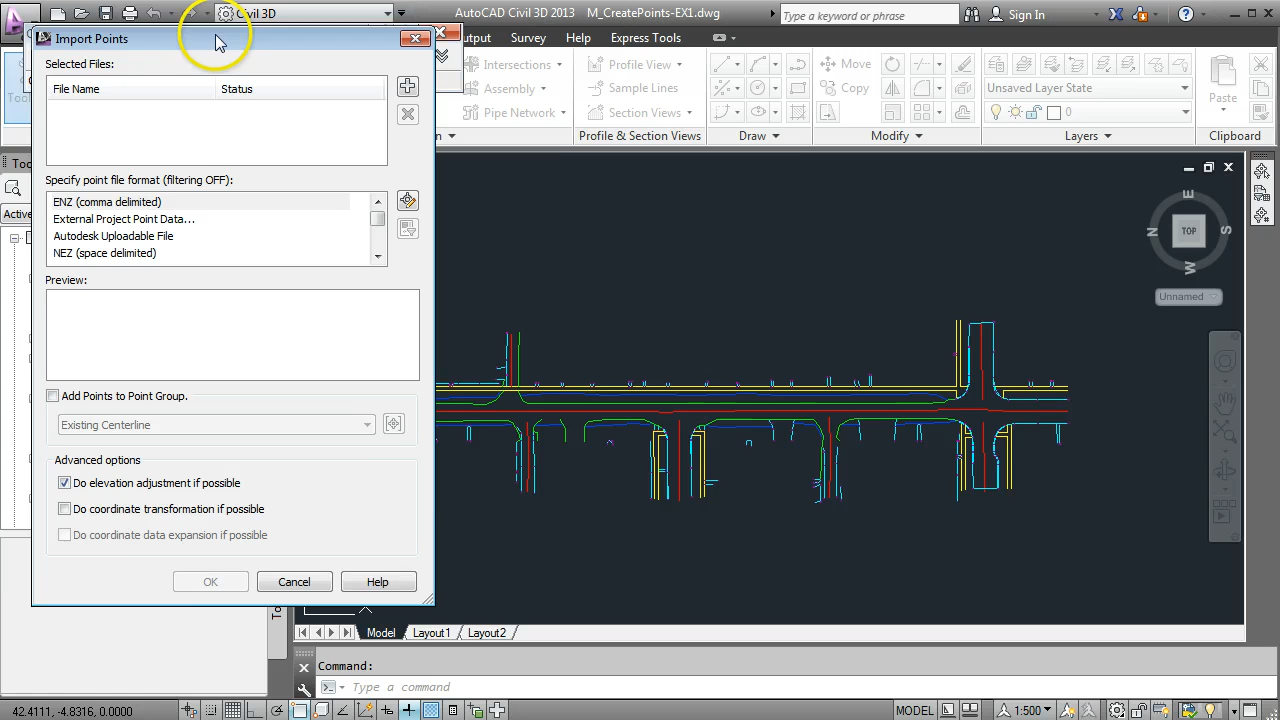 Civil 3D
AutoCAD Civil 3D 2013 M_CreatePoints-EX1.dwg
Type a keyword or phrase
Sign In
Import Points
utput
Survey
Help
Express Tools
Selected Files:
File Name
Status
Intersections
Assembly
Pipe Network
Profile View
Sample Lines
Section Views
Move
Copy
Unsaved Layer State
0
Paste
Profile & Section Views
Draw
Modify
Layers
Clipboard
Too
Active
Specify point file format (filtering OFF):
ENZ (comma delimited)
External Project Point Data...
Autodesk Uploadable File
NEZ (space delimited)
E
N
TOP
S
W
Unnamed
Preview:
Add Points to Point Group.
Existing Centerline
Advanced options
Do elevation adjustment if possible
Do coordinate transformation if possible
Do coordinate data expansion if possible
OK
Cancel
Help
Model
Layout1
Layout2
Command:
Type a command
42.4111, -4.8316, 0.0000
MODEL
1:500